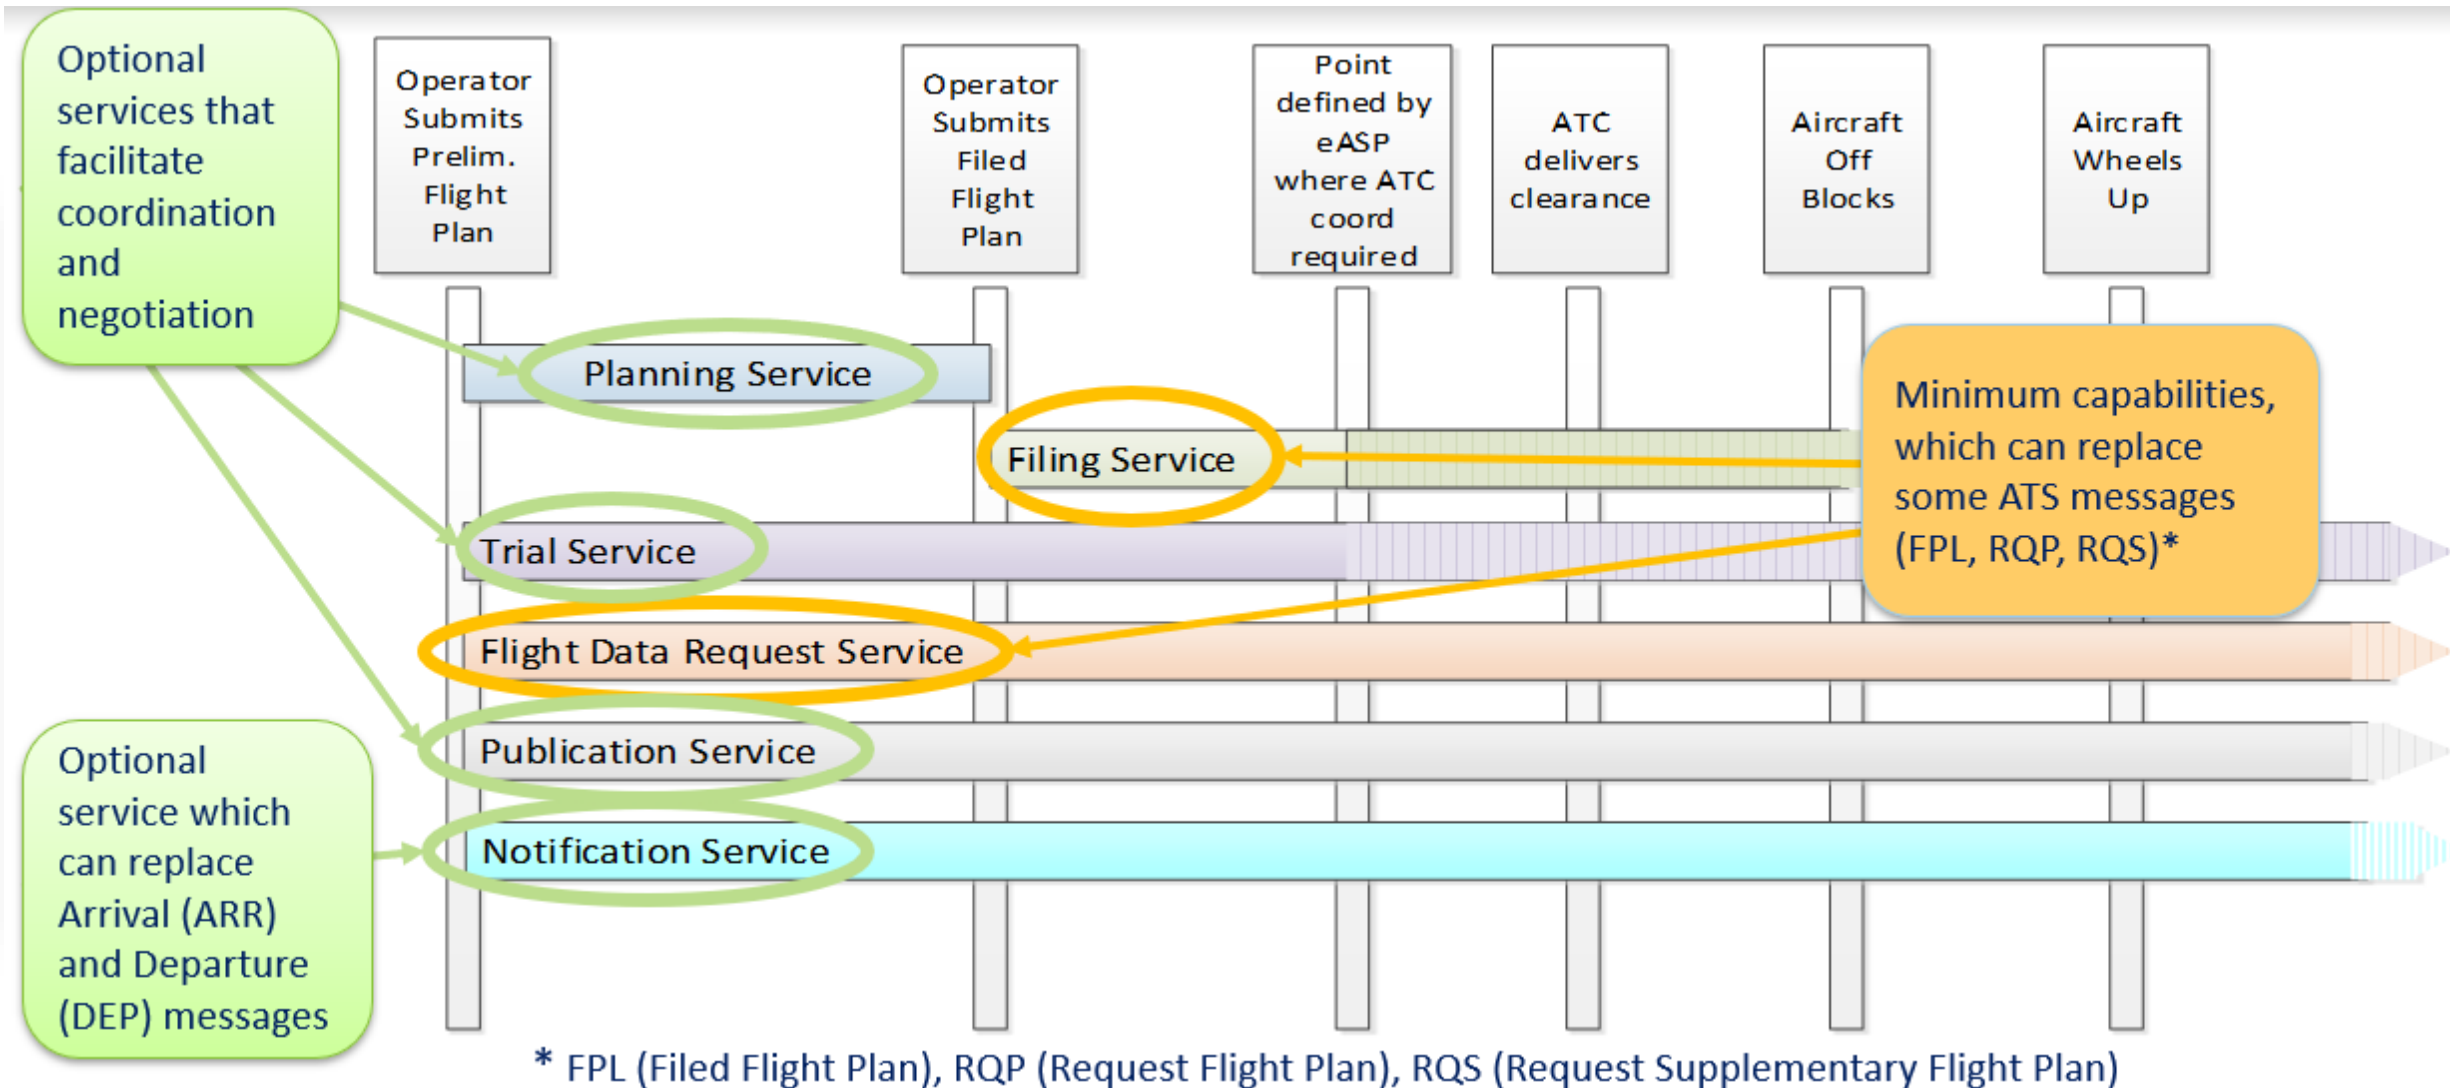 Optional
services that
facilitate
coordination
and
negotiation
Operator
Submits
Prelim.
Flight
Plan
Operator
Submits
Filed
Flight
Plan
Point
defined by
eASP
where ATC
coord
required
ATC
delivers
clearance
Aircraft
Off
Blocks
Aircraft
Wheels
Up
Planning Service
Filing Service
Minimum capabilities,
which can replace
some ATS messages
(FPL, RQP, RQS)*
Trial Service
Flight Data Request Service
Publication Service
Notification Service
Optional
service which
can replace
Arrival (ARR)
and Departure
(DEP) messages
* FPL (Filed Flight Plan), RQP (Request Flight Plan), RQS (Request Supplementary Flight Plan)